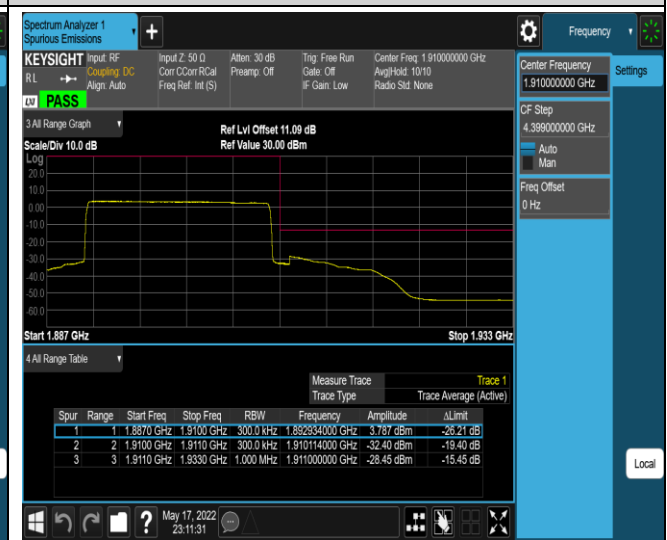 Spectrum Analyzer 1
Spurious Emissions
+
Frequency
KEYSIGHT Input: RF Input Z: 50 Ω Atten: 30 dB Trig: Free Run Center Freq: 1.910000000 GHz
RL Coupling: DC Corr CCorr RCal Preamp: Off Gate: Off Avg|Hold: 10/10
Align: Auto Freq Ref: Int (S) IF Gain: Low Radio Std: None
LXI PASS
Center Frequency
1.910000000 GHz
Settings
CF Step
4.399000000 GHz
Auto
Man
Freq Offset
0 Hz
3 All Range Graph
Ref Lvl Offset 11.09 dB
Scale/Div 10.0 dB Ref Value 30.00 dBm
Log
20.0
10.0
0.00
-10.0
-20.0
-30.0
-40.0
-50.0
-60.0
Start 1.887 GHz Stop 1.933 GHz
4 All Range Table
Measure Trace Trace 1
Trace Type Trace Average (Active)
Spur Range Start Freq Stop Freq RBW Frequency Amplitude ΔLimit
1 1 1.8870 GHz 1.9100 GHz 300.0 kHz 1.892934000 GHz 3.787 dBm -26.21 dB
2 2 1.9100 GHz 1.9110 GHz 300.0 kHz 1.910114000 GHz -32.40 dBm -19.40 dB
3 3 1.9110 GHz 1.9330 GHz 1.000 MHz 1.911000000 GHz -28.45 dBm -15.45 dB
Local
? May 17, 2022
23:11:31